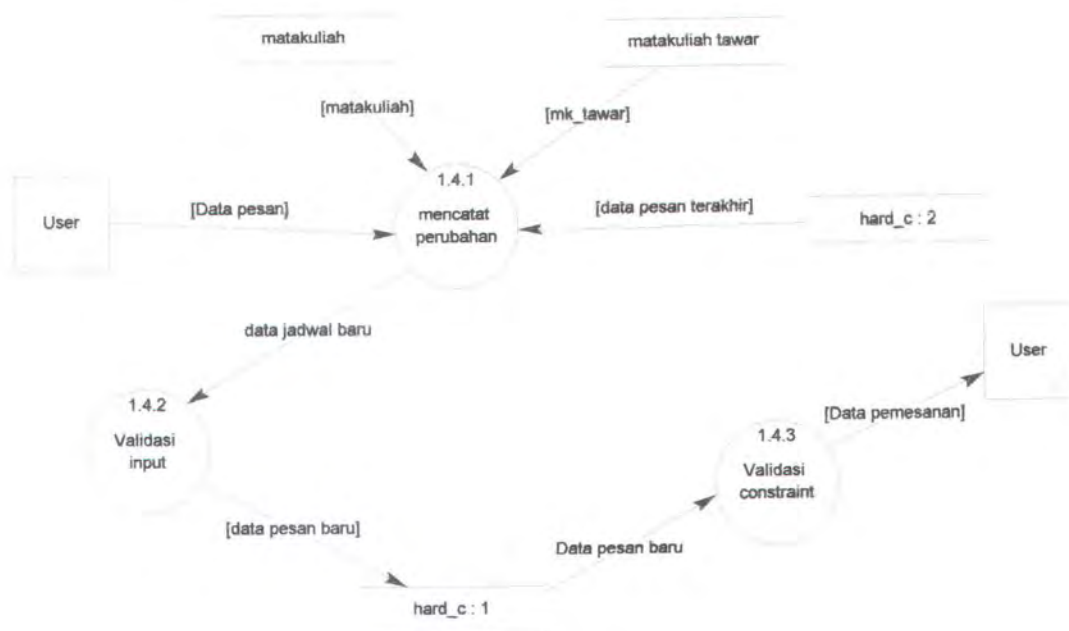 matakuliah
matakuliah tawar
[matakuliah]
[mk_tawar]
1.4.1
mencatat
perubahan
User
[Data pesan]
[data pesan terakhir]
hard_c : 2
data jadwal baru
User
1.4.2
Validasi
input
[Data pemesanan]
1.4.3
Validasi
constraint
[data pesan baru]
Data pesan baru
hard_c : 1